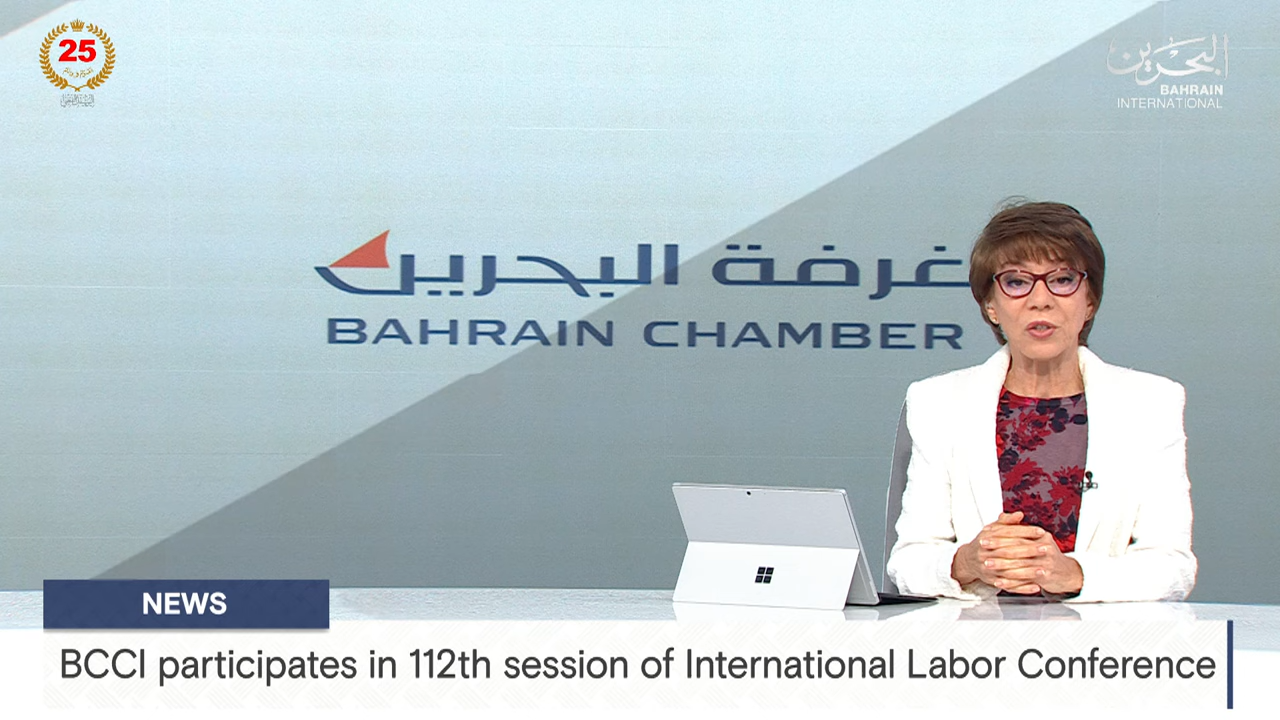 25
البحرين
BAHRAIN
INTERNATIONAL
غرفة البحرين
BAHRAIN CHAMBER
NEWS
BCCI participates in 112th session of International Labor Conference